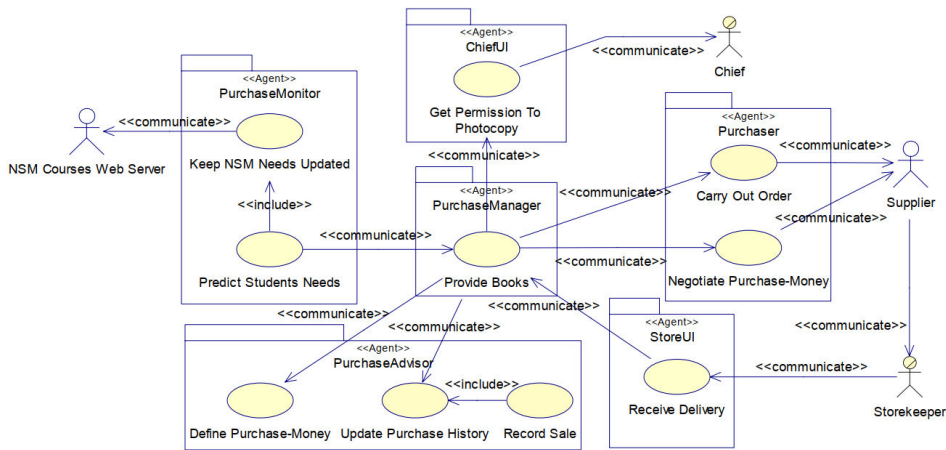 <<Agent>>
ChiefUI
<<communicate>>
Chief
Get Permission To
Photocopy
<<Agent>>
PurchaseMonitor
<<communicate>>
NSM Courses Web Server
Keep NSM Needs Updated
<<include>>
Predict Students Needs
<<communicate>>
<<communicate>>
<<Agent>>
PurchaseManager
Provide Books
<<communicate>>
<<communicate>>
<<Agent>>
Purchaser
<<communicate>>
Carry Out Order
Supplier
<<communicate>>
Negotiate Purchase-Money
<<communicate>>
<<communicate>>
<<communicate>>
<<communicate>>
<<Agent>>
PurchaseAdvisor
<<include>>
Define Purchase-Money
Update Purchase History
Record Sale
<<Agent>>
StoreUI
<<communicate>>
Receive Delivery
Storekeeper